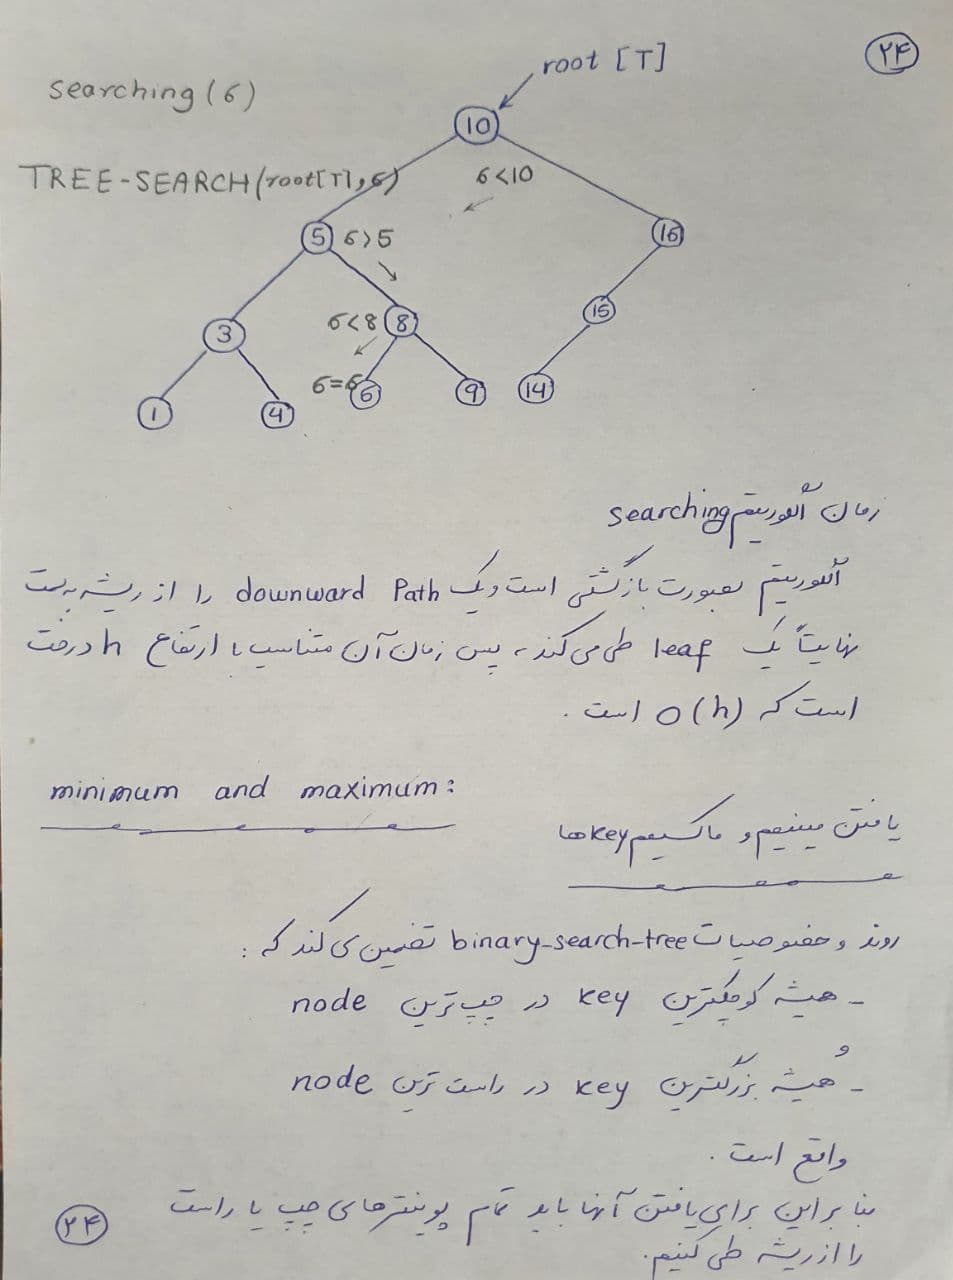 ۲۴
root [T]
searching (6)
10
TREE-SEARCH(root[T],6)
6<10
5 6>5
16
3
6<8 8
15
1
4
6=6 6
9
14
زمان الگوریتم searching
الگوریتم بصورت بازگشتی است و یک downward Path را از ریشه به سمت
نهایتاً یک leaf طی می‌کند، پس زمان آن متناسب با ارتفاع h درخت
است که O(h) است.
minimum and maximum:
یافتن مینیمم و ماکسیمم key ها
روند و خصوصیات binary-search-tree تضمین می‌کند که:
- همیشه کوچکترین key در چپ‌ترین node
و
- همیشه بزرگترین key در راست‌ترین node
واقع است.
بنابراین برای یافتن آنها باید تمام پوینترهای چپ یا راست
را از ریشه طی کنیم.
۲۴